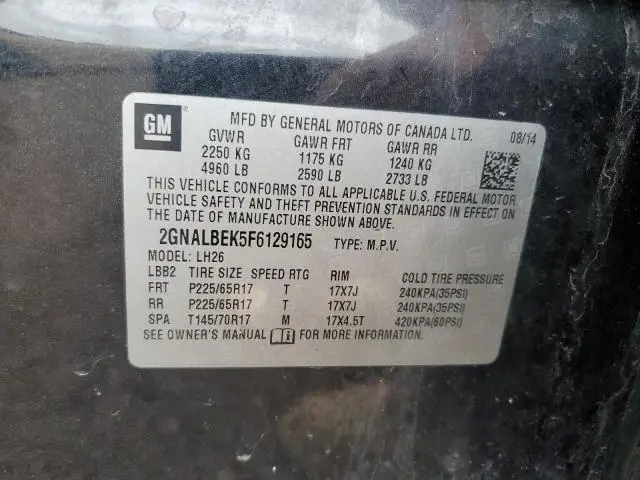 GM ® MFD BY GENERAL MOTORS OF CANADA LTD. 08/14
GVWR GAWR FRT GAWR RR
2250 KG 1175 KG 1240 KG
4960 LB 2590 LB 2733 LB
THIS VEHICLE CONFORMS TO ALL APPLICABLE U.S. FEDERAL MOTOR
VEHICLE SAFETY AND THEFT PREVENTION STANDARDS IN EFFECT ON
THE DATE OF MANUFACTURE SHOWN ABOVE.
2GNALBEK5F6129165 TYPE: M.P.V.
MODEL: LH26
LBB2 TIRE SIZE SPEED RTG RIM COLD TIRE PRESSURE
FRT P225/65R17 T 17X7J 240KPA(35PSI)
RR P225/65R17 T 17X7J 240KPA(35PSI)
SPA T145/70R17 M 17X4.5T 420KPA(60PSI)
SEE OWNER'S MANUAL FOR MORE INFORMATION.